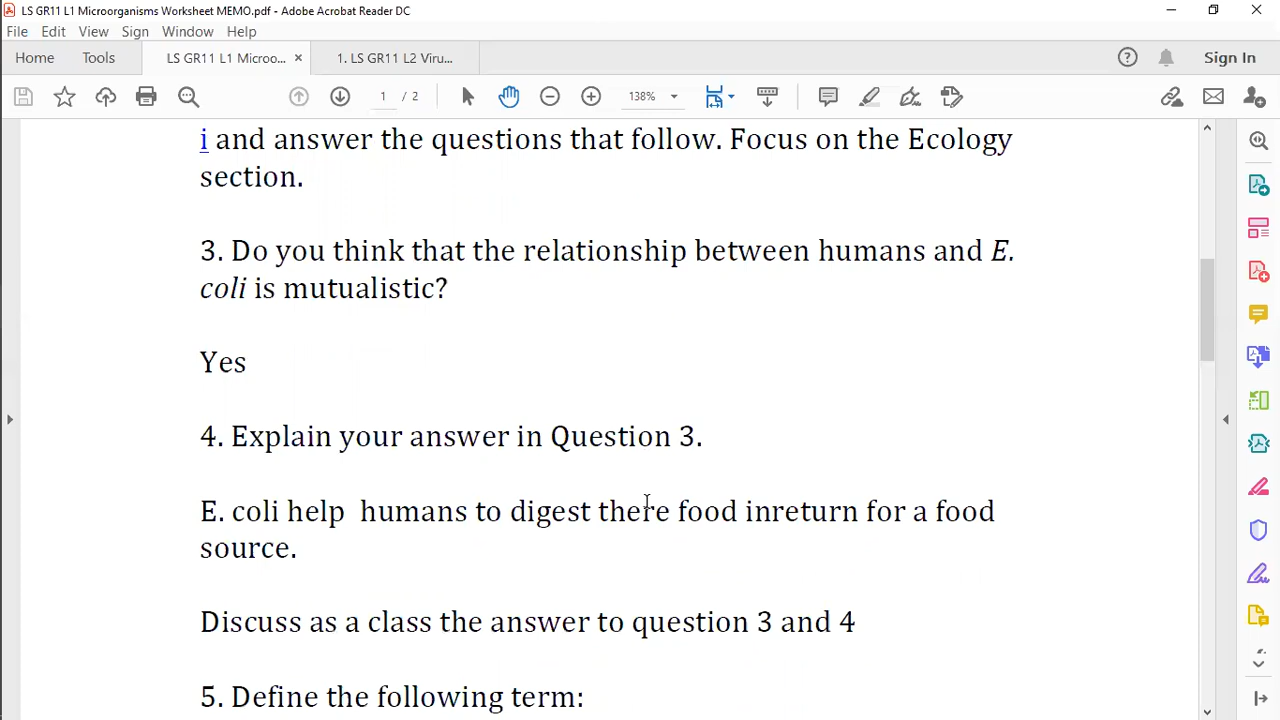 LS GR11 L1 Microorganisms Worksheet MEMO.pdf - Adobe Acrobat Reader DC
File Edit View Sign Window Help
Home Tools LS GR11 L1 Microo... × 1. LS GR11 L2 Viru... Sign In
1 / 2 138%
i and answer the questions that follow. Focus on the Ecology
section.
3. Do you think that the relationship between humans and E.
coli is mutualistic?
Yes
4. Explain your answer in Question 3.
E. coli help  humans to digest there food inreturn for a food
source.
Discuss as a class the answer to question 3 and 4
5. Define the following term: